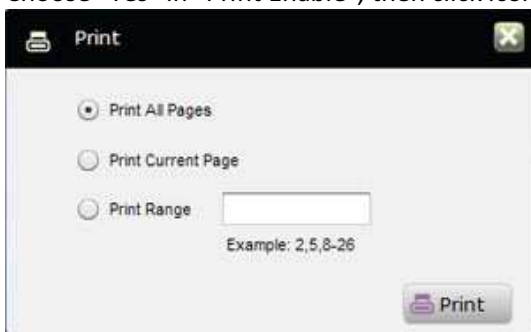 Print
Print All Pages
Print Current Page
Print Range
Example: 2,5,8-26
Print